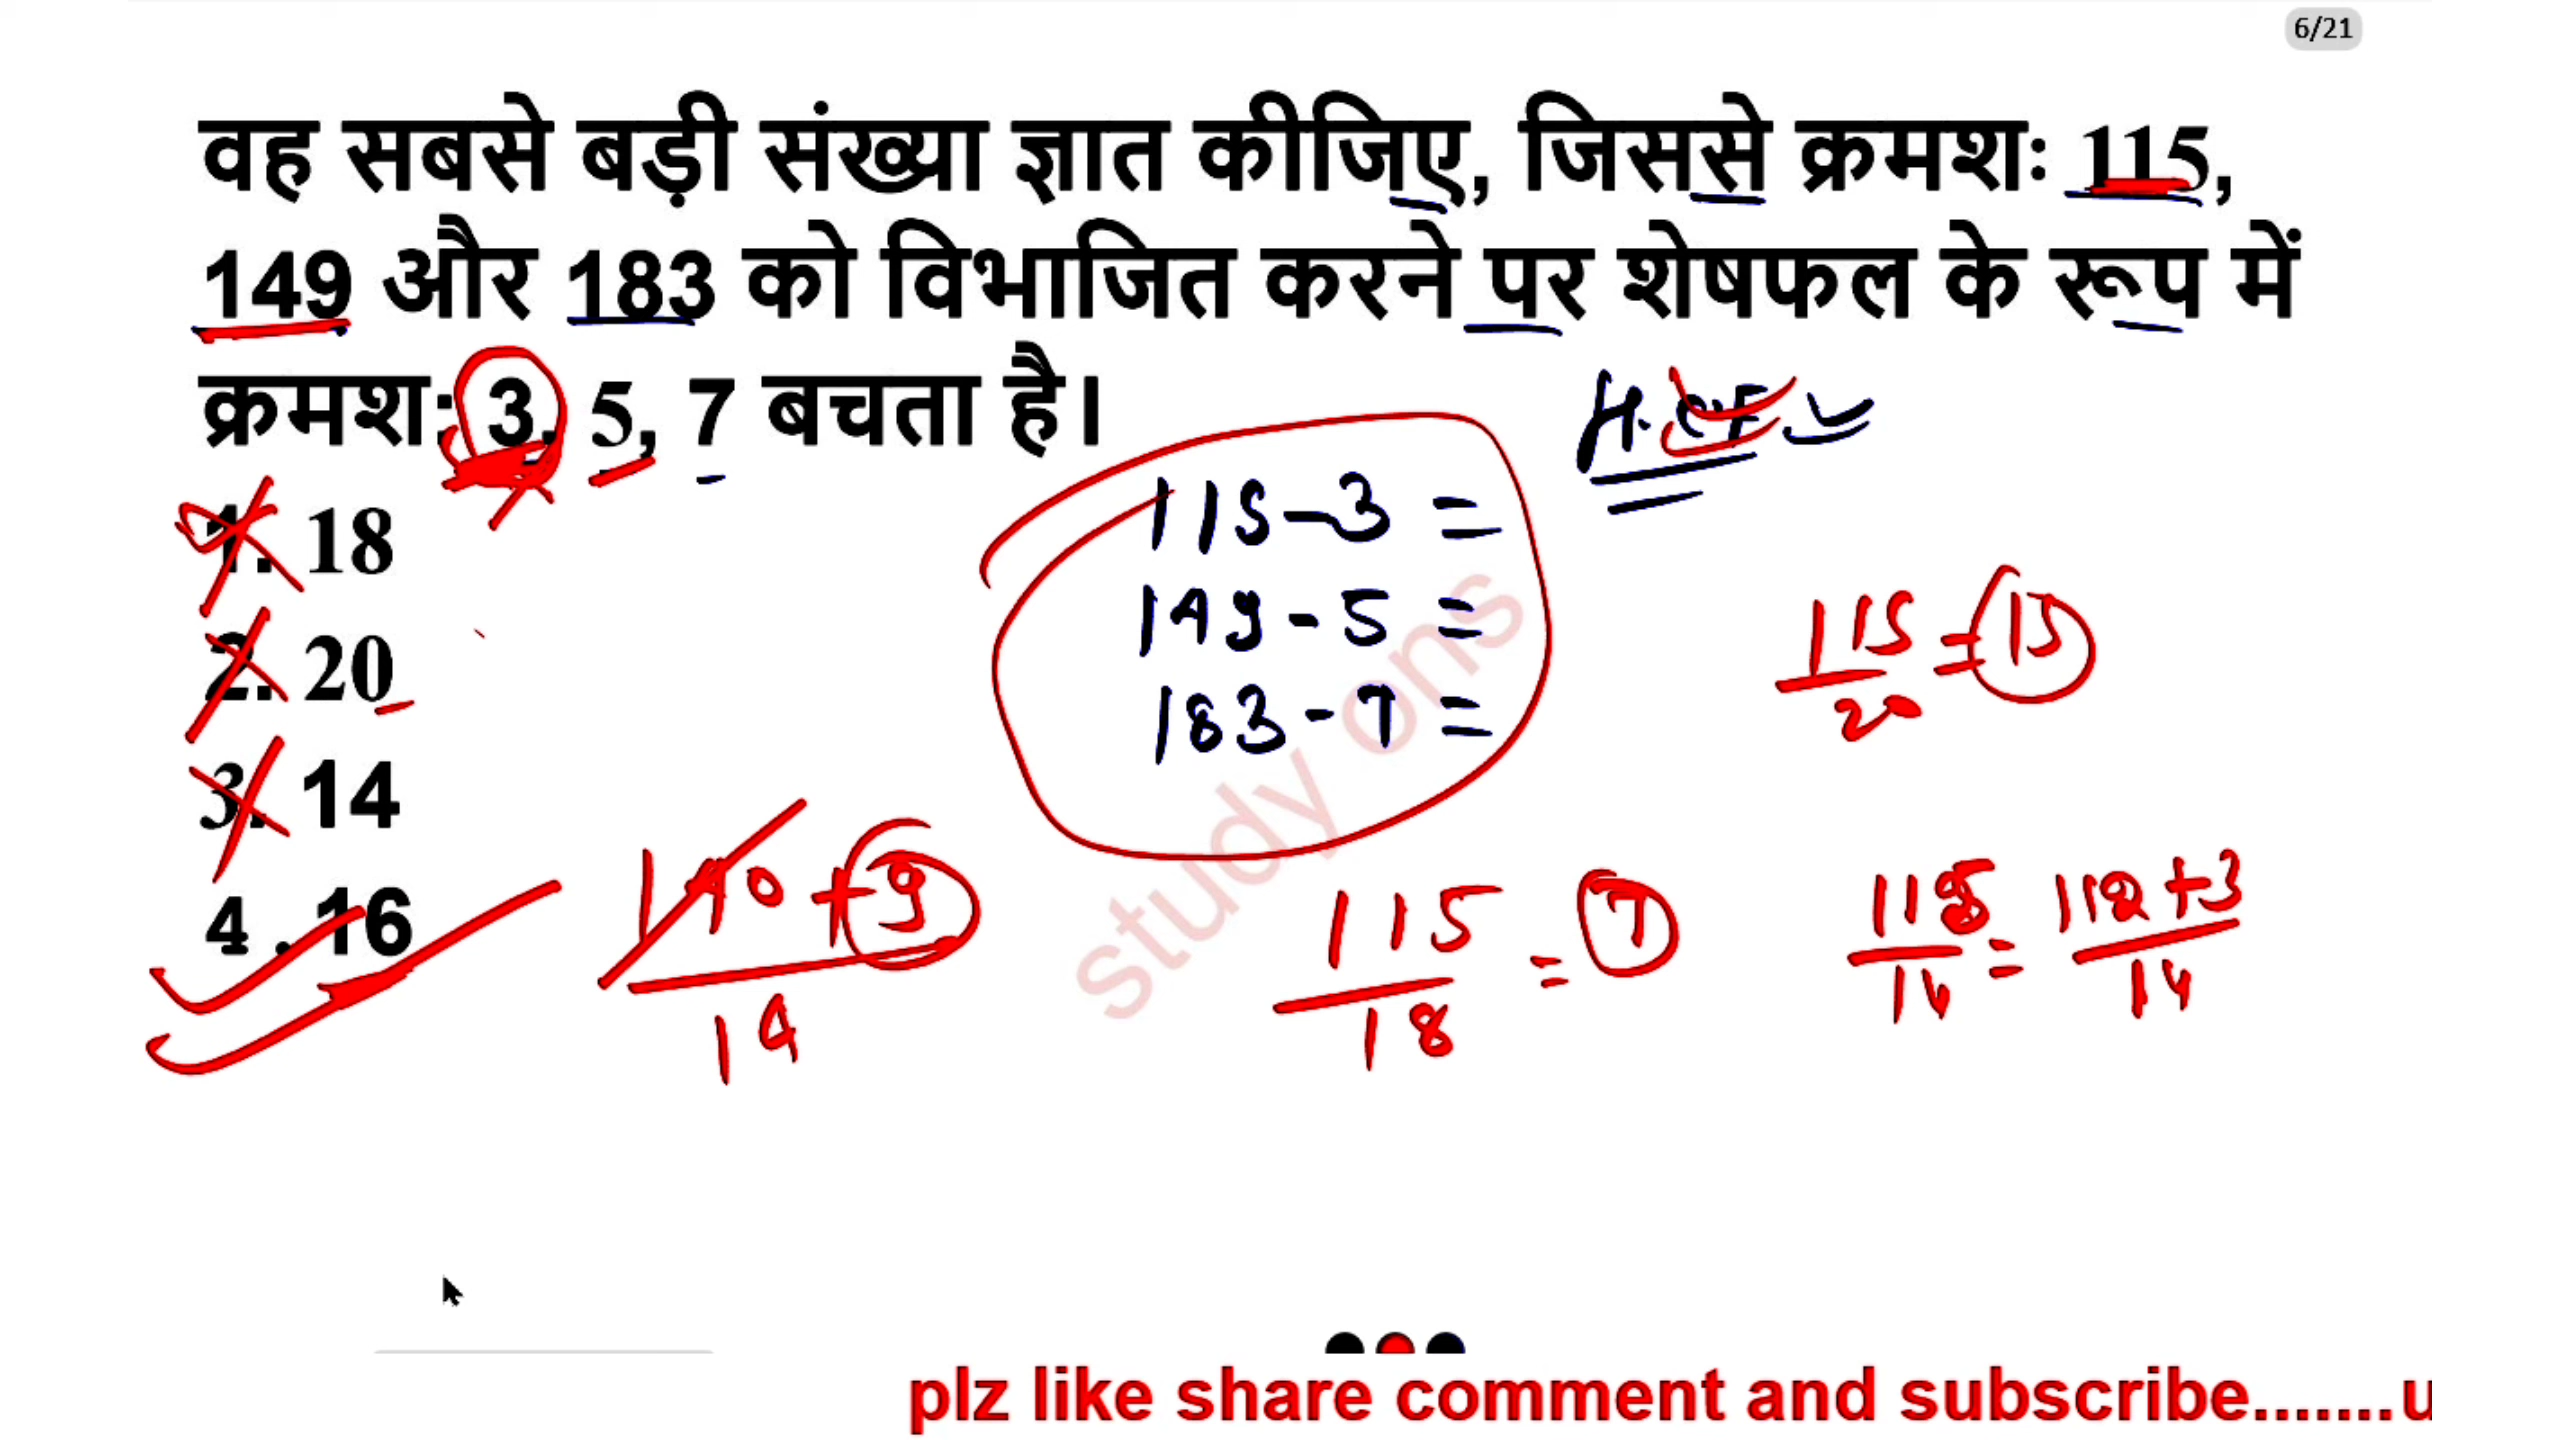 6/21
वह सबसे बड़ी संख्या ज्ञात कीजिए, जिससे क्रमशः 115,
149 और 183 को विभाजित करने पर शेषफल के रूप में
क्रमश: 3, 5, 7 बचता है।
H.C.F
1. 18
2. 20
3. 14
4 . 16
115-3 =
149-5 =
183-7 =
115/20 = 15
140+9/14
115/18 = 7
115/14 = 112+3/14
study ons
plz like share comment and subscribe.......u